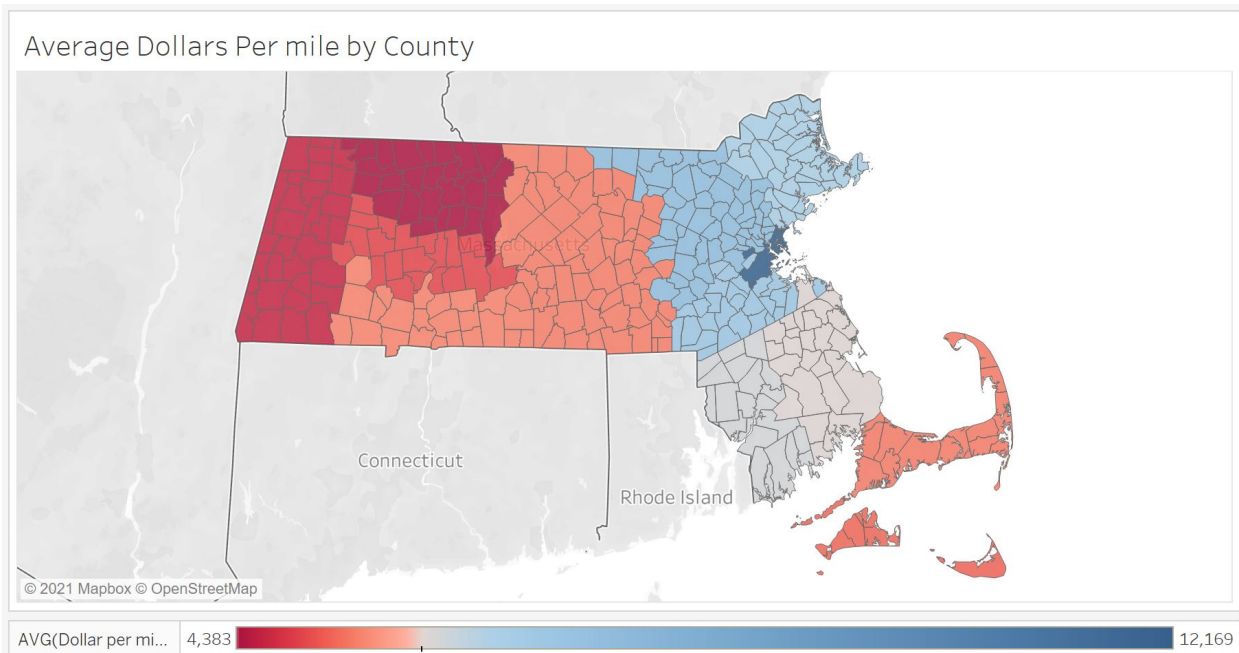 Average Dollars Per mile by County
Massachusetts
Connecticut
Rhode Island
© 2021 Mapbox © OpenStreetMap
AVG(Dollar per mi... 4,383 12,169